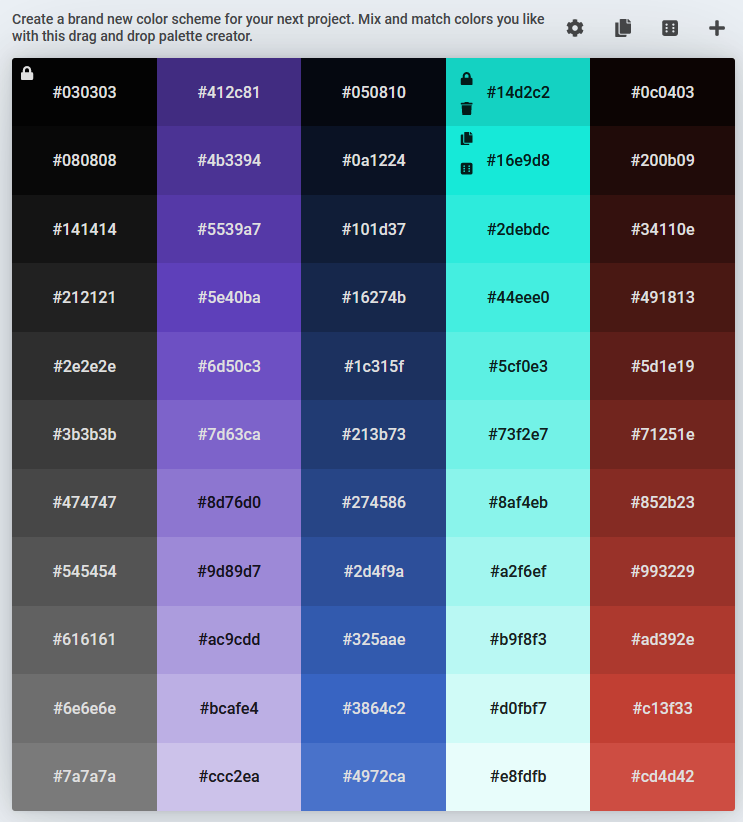 Create a brand new color scheme for your next project. Mix and match colors you like
with this drag and drop palette creator.
#030303 #412c81 #050810 #14d2c2 #0c0403
#080808 #4b3394 #0a1224 #16e9d8 #200b09
#141414 #5539a7 #101d37 #2debdc #34110e
#212121 #5e40ba #16274b #44eee0 #491813
#2e2e2e #6d50c3 #1c315f #5cf0e3 #5d1e19
#3b3b3b #7d63ca #213b73 #73f2e7 #71251e
#474747 #8d76d0 #274586 #8af4eb #852b23
#545454 #9d89d7 #2d4f9a #a2f6ef #993229
#616161 #ac9cdd #325aae #b9f8f3 #ad392e
#6e6e6e #bcafe4 #3864c2 #d0fbf7 #c13f33
#7a7a7a #ccc2ea #4972ca #e8fdfb #cd4d42